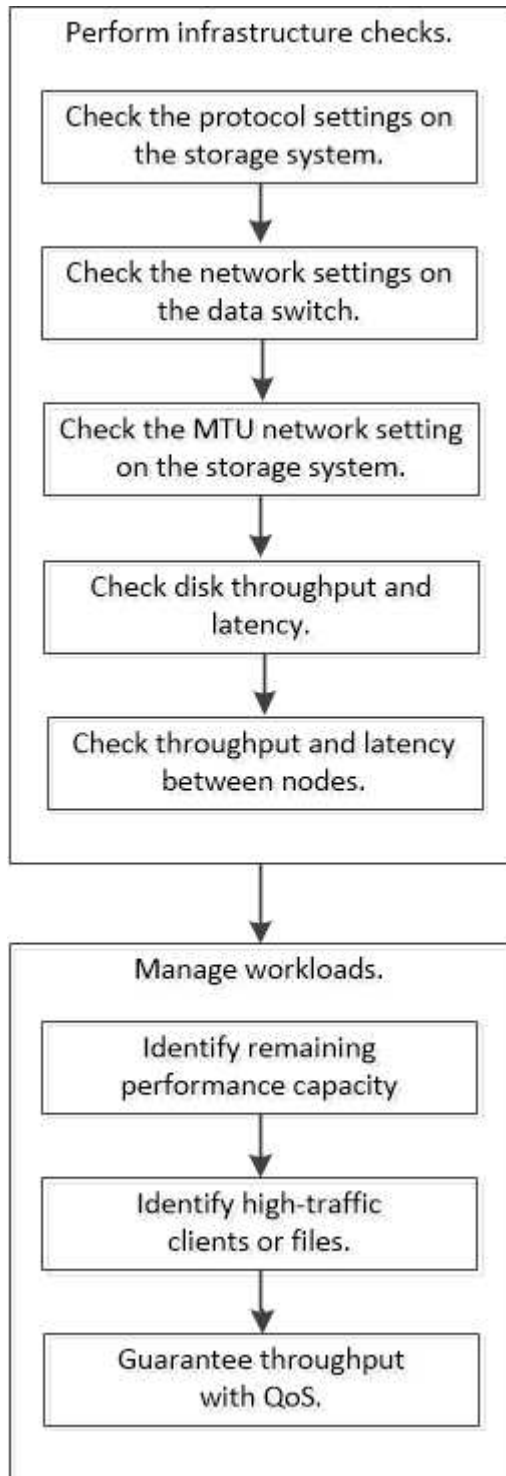 Perform infrastructure checks.
Check the protocol settings on
the storage system.
Check the network settings on
the data switch.
Check the MTU network setting
on the storage system.
Check disk throughput and
latency.
Check throughput and latency
between nodes.
Manage workloads.
Identify remaining
performance capacity
Identify high-traffic
clients or files.
Guarantee throughput
with QoS.